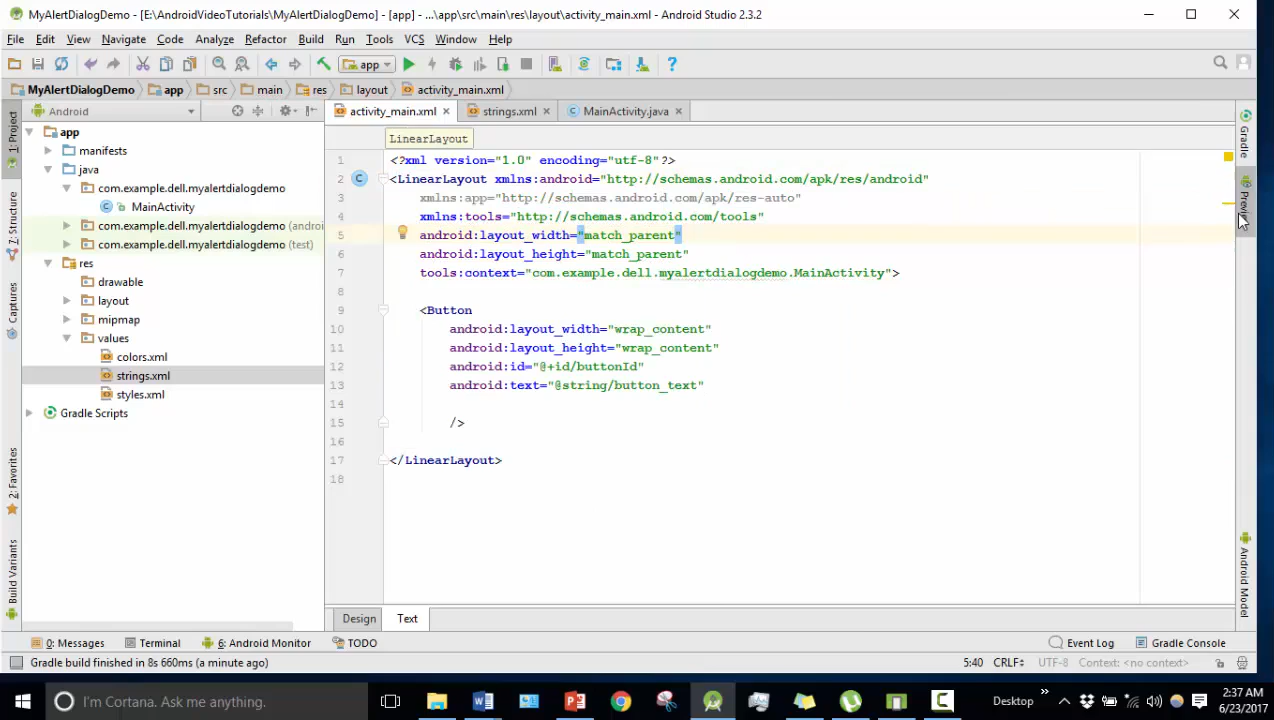 MyAlertDialogDemo - [E:\AndroidVideoTutorials\MyAlertDialogDemo] - [app] - ...\app\src\main\res\layout\activity_main.xml - Android Studio 2.3.2
File Edit View Navigate Code Analyze Refactor Build Run Tools VCS Window Help
app
MyAlertDialogDemo app src main res layout activity_main.xml
Android
activity_main.xml strings.xml MainActivity.java
1: Project
7: Structure
Captures
2: Favorites
Build Variants
app
manifests
java
com.example.dell.myalertdialogdemo
MainActivity
com.example.dell.myalertdialogdemo (androi
com.example.dell.myalertdialogdemo (test)
res
drawable
layout
mipmap
values
colors.xml
strings.xml
styles.xml
Gradle Scripts
LinearLayout
1 <?xml version="1.0" encoding="utf-8"?>
2 <LinearLayout xmlns:android="http://schemas.android.com/apk/res/android"
3 xmlns:app="http://schemas.android.com/apk/res-auto"
4 xmlns:tools="http://schemas.android.com/tools"
5 android:layout_width="match_parent"
6 android:layout_height="match_parent"
7 tools:context="com.example.dell.myalertdialogdemo.MainActivity">
8
9 <Button
10 android:layout_width="wrap_content"
11 android:layout_height="wrap_content"
12 android:id="@+id/buttonId"
13 android:text="@string/button_text"
14
15 />
16
17 </LinearLayout>
18
Gradle
Preview
Android Model
Design Text
0: Messages Terminal 6: Android Monitor TODO Event Log Gradle Console
Gradle build finished in 8s 660ms (a minute ago) 5:40 CRLF÷ UTF-8 Context: <no context>
I'm Cortana. Ask me anything. Desktop 2:37 AM
6/23/2017